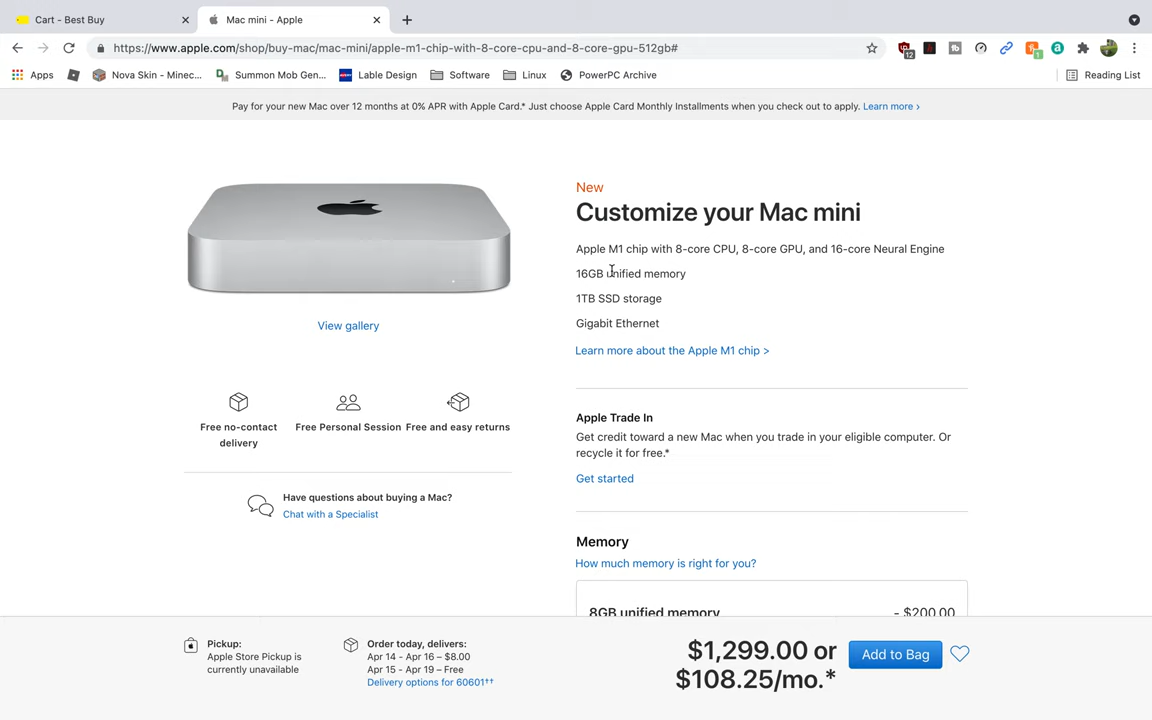 Cart - Best Buy
Mac mini - Apple
https://www.apple.com/shop/buy-mac/mac-mini/apple-m1-chip-with-8-core-cpu-and-8-core-gpu-512gb#
12
1
Apps
Nova Skin - Minec...
Summon Mob Gen...
Lable Design
Software
Linux
PowerPC Archive
Reading List
Pay for your new Mac over 12 months at 0% APR with Apple Card.* Just choose Apple Card Monthly Installments when you check out to apply. Learn more >
View gallery
Free no-contact delivery
Free Personal Session
Free and easy returns
Have questions about buying a Mac?
Chat with a Specialist
New
Customize your Mac mini
Apple M1 chip with 8-core CPU, 8-core GPU, and 16-core Neural Engine
16GB unified memory
1TB SSD storage
Gigabit Ethernet
Learn more about the Apple M1 chip >
Apple Trade In
Get credit toward a new Mac when you trade in your eligible computer. Or
recycle it for free.*
Get started
Memory
How much memory is right for you?
8GB unified memory
- $200.00
Pickup:
Apple Store Pickup is
currently unavailable
Order today, delivers:
Apr 14 - Apr 16 – $8.00
Apr 15 - Apr 19 – Free
Delivery options for 60601††
$1,299.00 or
$108.25/mo.*
Add to Bag